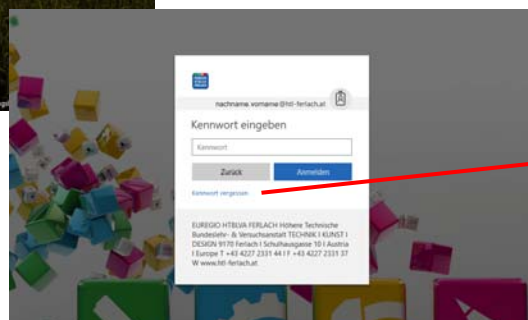 nachname.vorname@htl-ferlach.at
Kennwort eingeben
Kennwort
Zurück
Anmelden
Kennwort vergessen
EUREGIO HTBLVA FERLACH Höhere Technische
Bundeslehr- & Versuchsanstalt TECHNIK I KUNST I
DESIGN 9170 Ferlach I Schulhausgasse 10 I Austria
I Europe T +43 4227 2331 44 I F +43 4227 2331 37
W www.htl-ferlach.at